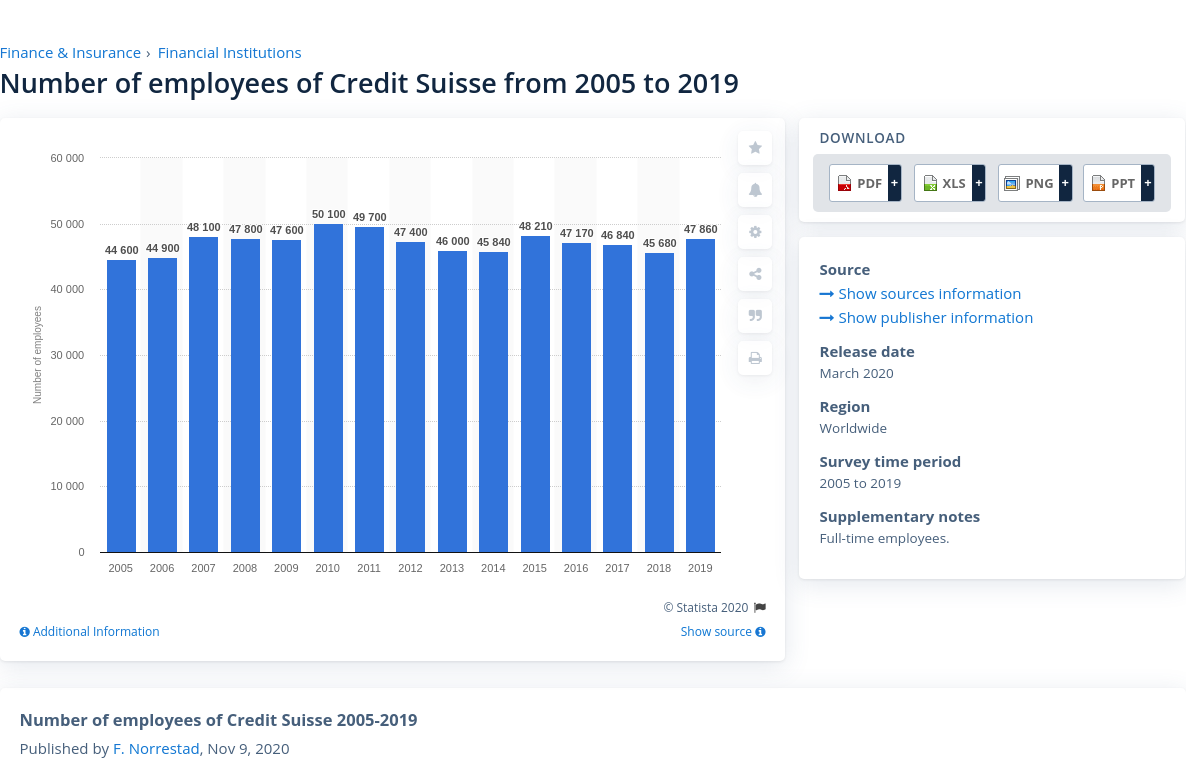 Finance & Insurance › Financial Institutions
Number of employees of Credit Suisse from 2005 to 2019
60 000
50 000
40 000
30 000
20 000
10 000
0
Number of employees
44 600
44 900
48 100
47 800
47 600
50 100
49 700
47 400
46 000
45 840
48 210
47 170
46 840
45 680
47 860
2005 2006 2007 2008 2009 2010 2011 2012 2013 2014 2015 2016 2017 2018 2019
© Statista 2020
Additional Information
Show source
DOWNLOAD
PDF + XLS + PNG + PPT +
Source
Show sources information
Show publisher information
Release date
March 2020
Region
Worldwide
Survey time period
2005 to 2019
Supplementary notes
Full-time employees.
Number of employees of Credit Suisse 2005-2019
Published by F. Norrestad, Nov 9, 2020